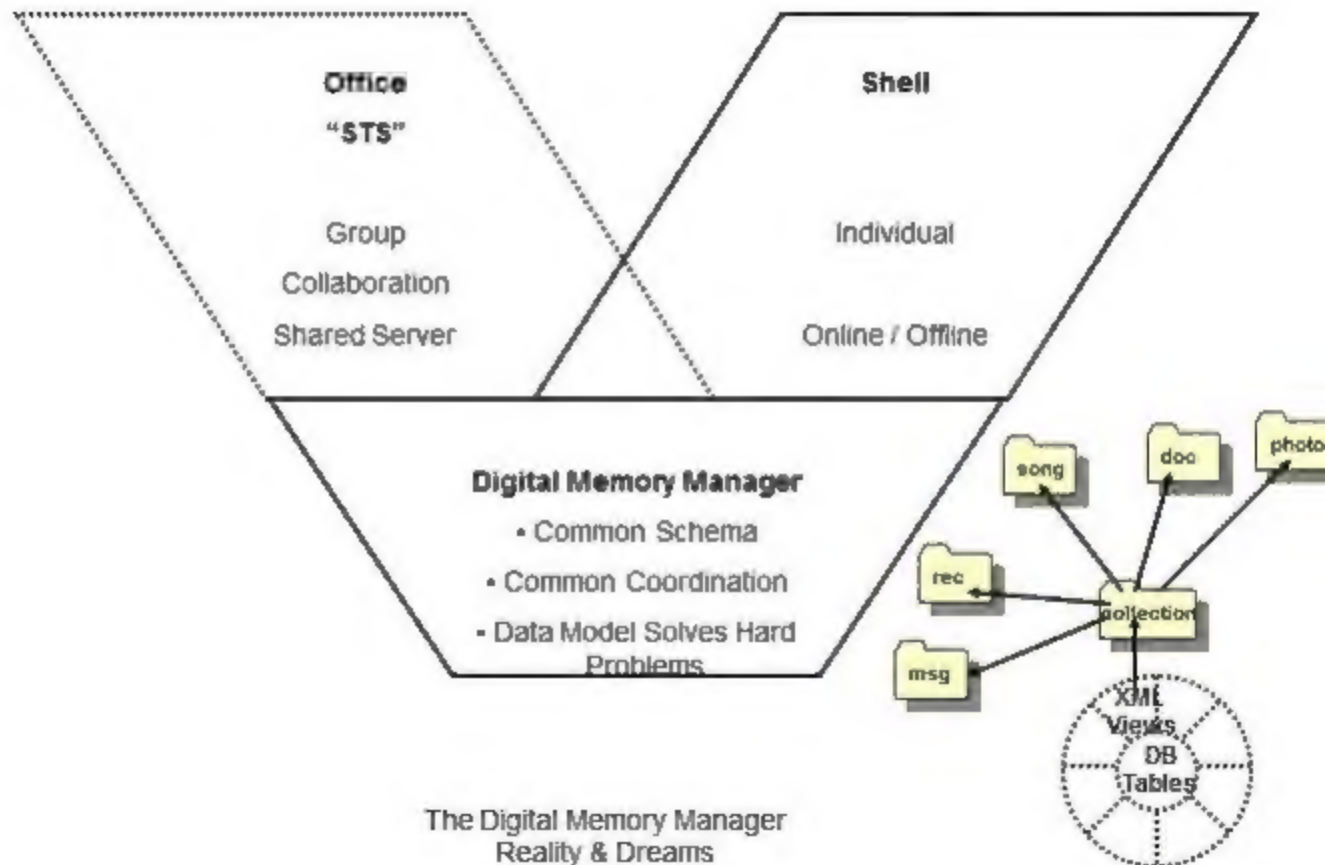 Office
“STS”
Group
Collaboration
Shared Server
Shell
Individual
Online / Offline
Digital Memory Manager
• Common Schema
• Common Coordination
• Data Model Solves Hard
Problems
song
doc
photo
rec
collection
msg
XML
Views
DB
Tables
The Digital Memory Manager
Reality & Dreams